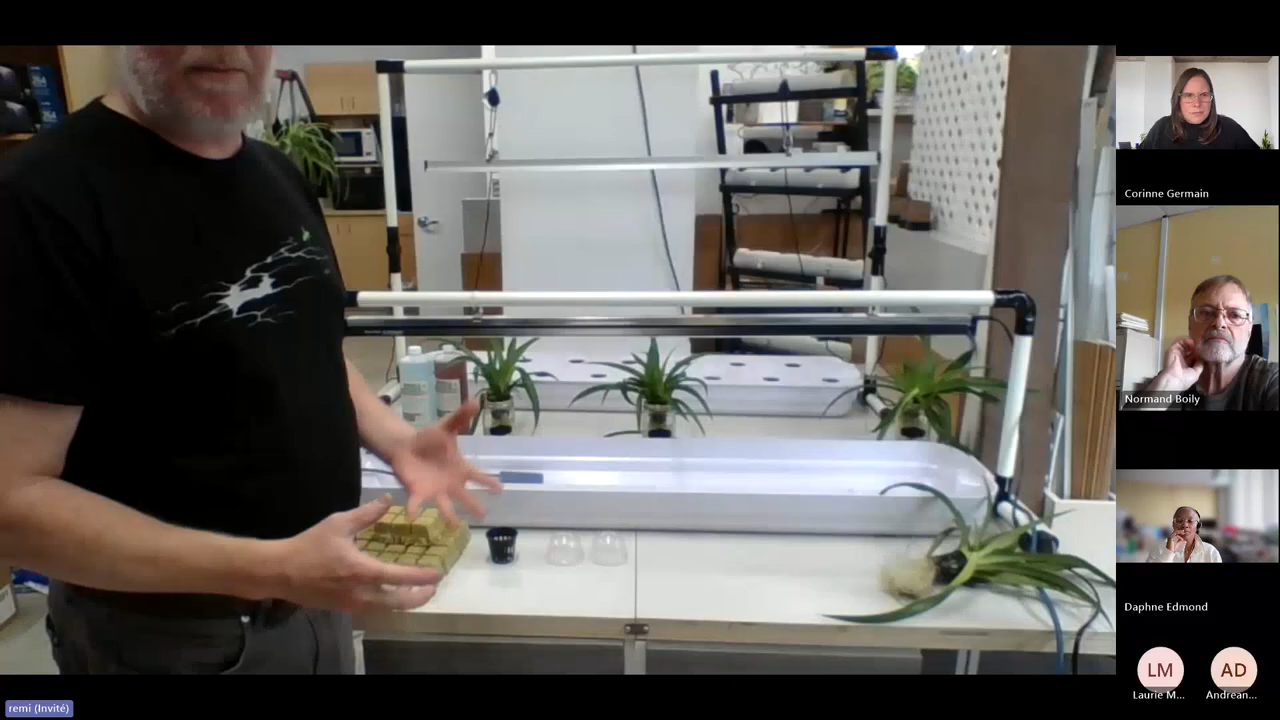 Corinne Germain
Normand Boily
Daphne Edmond
LM
AD
Laurie M...
Andrean...
remi (Invité)